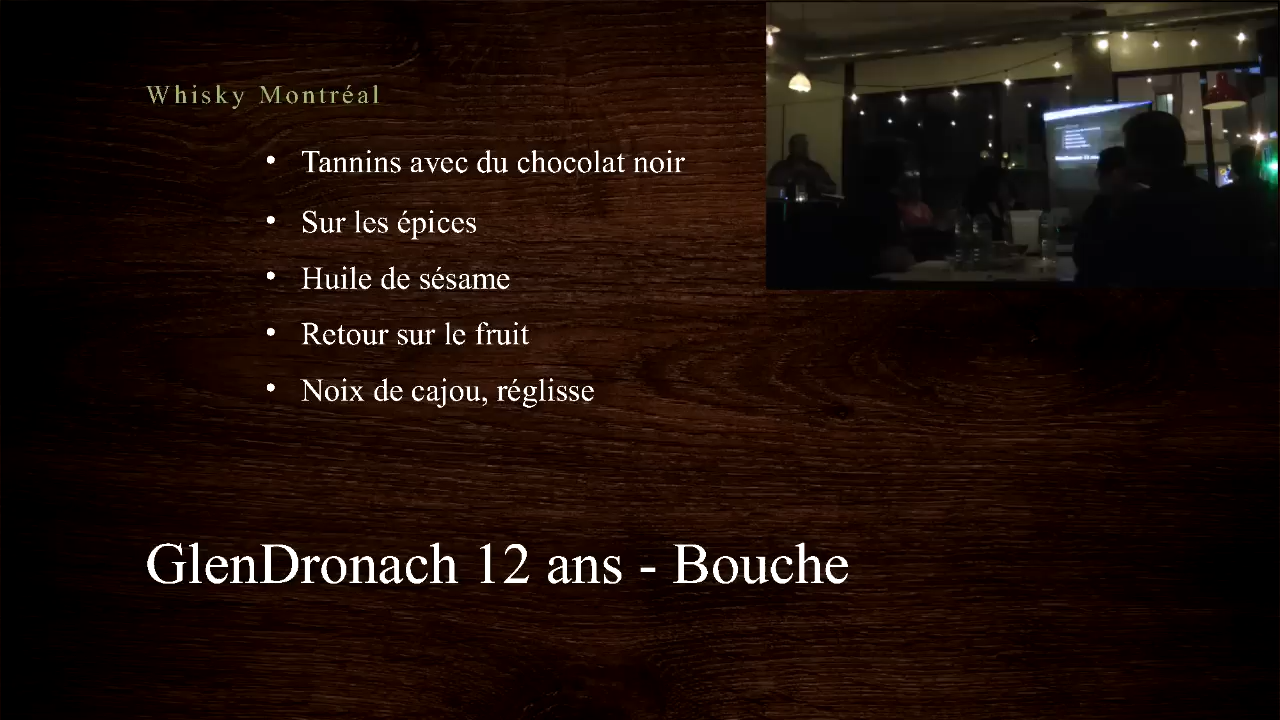 Whisky Montréal
• Tannins avec du chocolat noir
• Sur les épices
• Huile de sésame
• Retour sur le fruit
• Noix de cajou, réglisse
GlenDronach 12 ans - Bouche